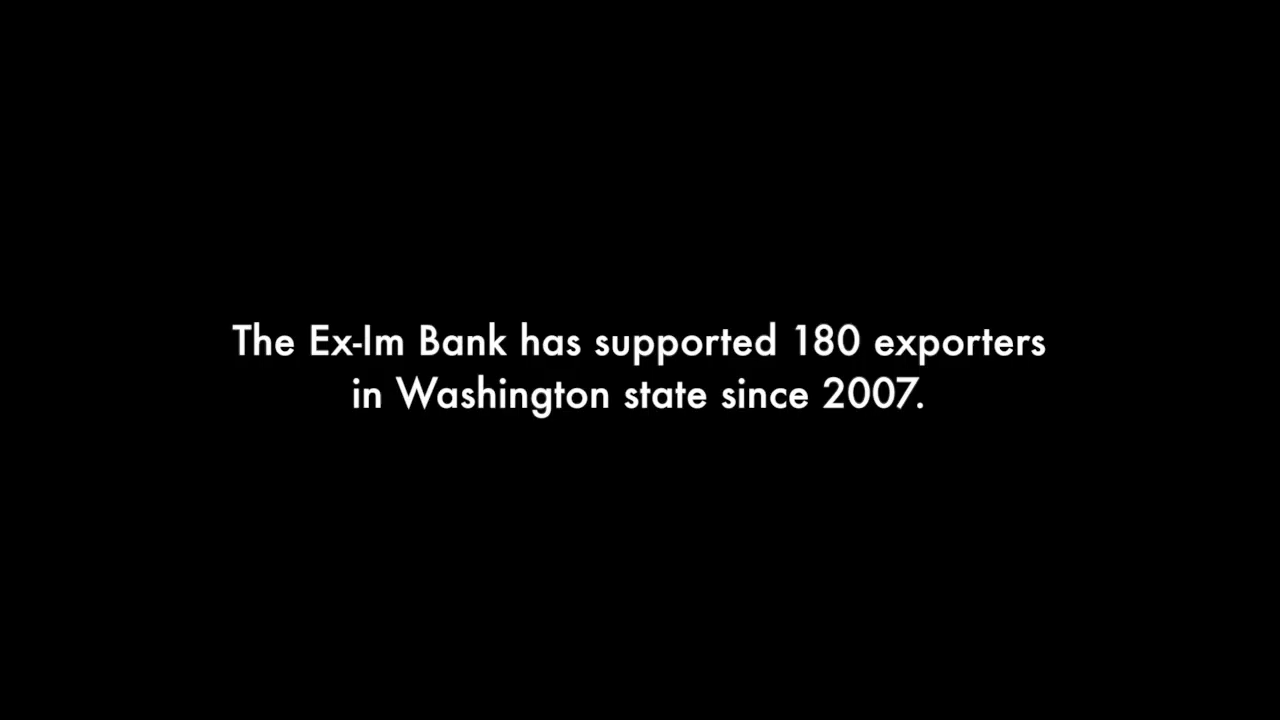 The Ex-Im Bank has supported 180 exporters
in Washington state since 2007.